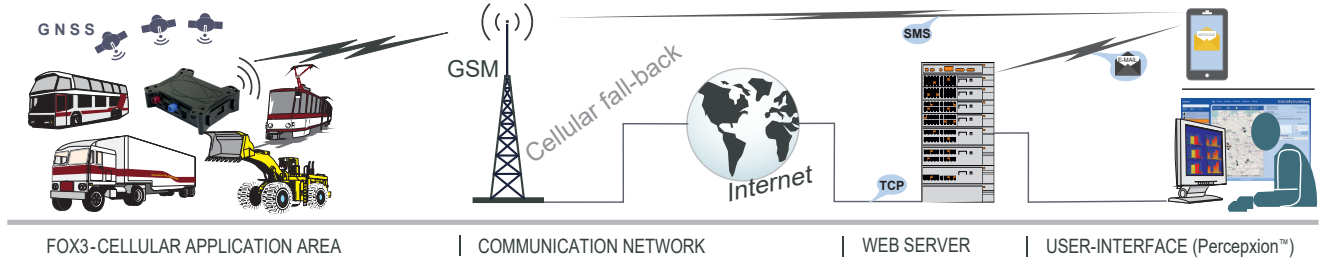 GNSS
GSM
Cellular fall-back
Internet
SMS
TCP
E-MAIL
MESSAGE
FOX3-CELLULAR APPLICATION AREA
COMMUNICATION NETWORK
WEB SERVER
USER-INTERFACE (Percepxion™)